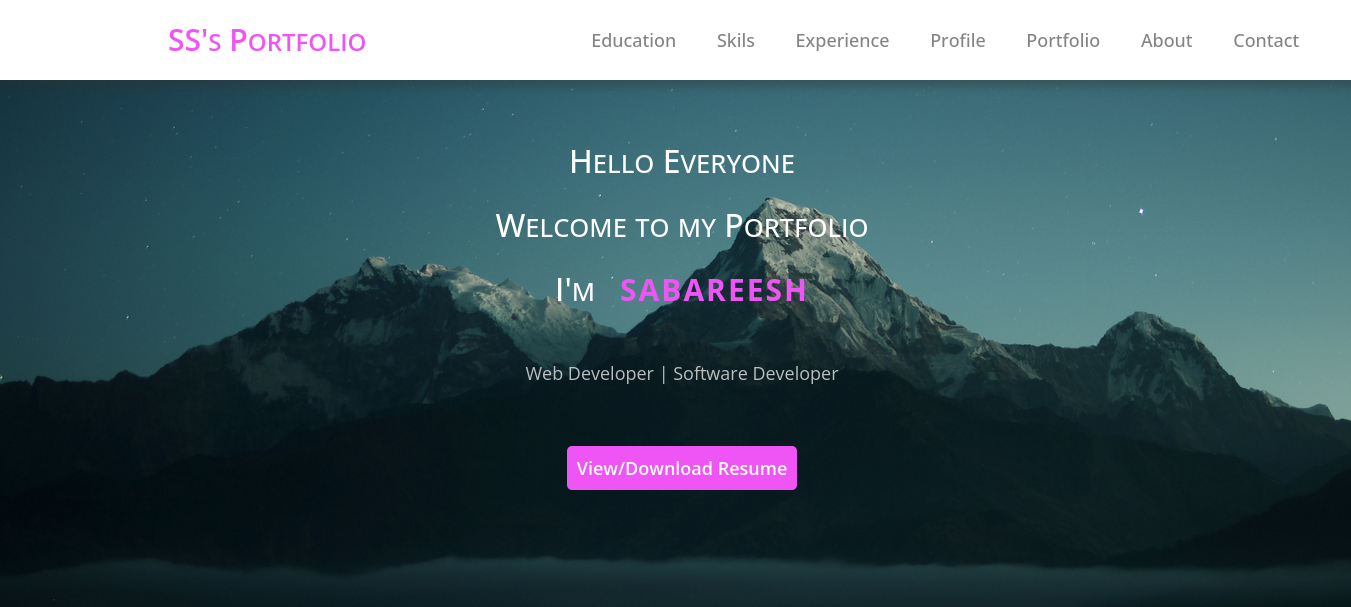 SS's Portfolio
Education Skils Experience Profile Portfolio About Contact
Hello Everyone
Welcome to my Portfolio
I'm SABAREESH
Web Developer | Software Developer
View/Download Resume